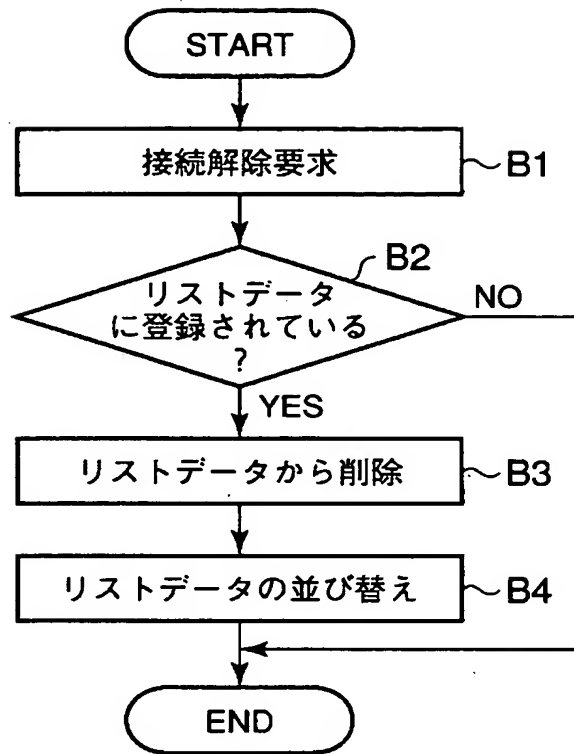 START
接続解除要求
B1
B2
リストデータ
に登録されている
?
NO
YES
リストデータから削除
B3
リストデータの並び替え
B4
END